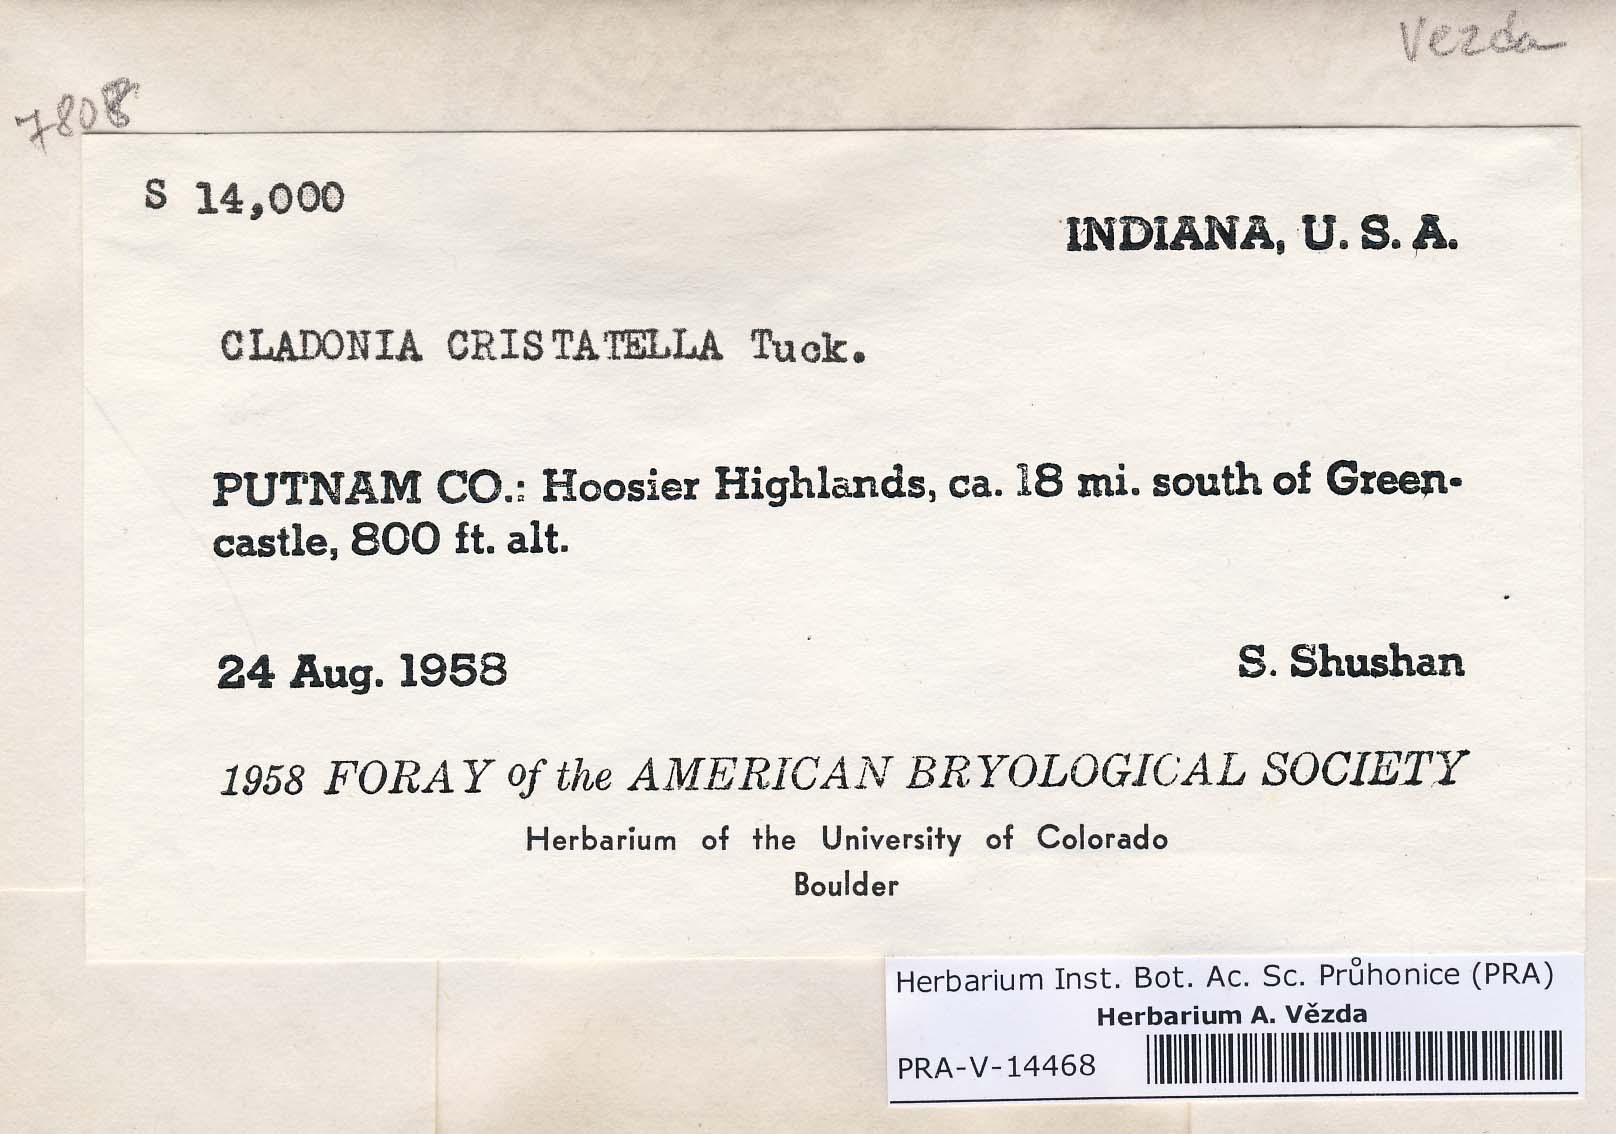 Vezda
7808
S 14,000
INDIANA, U. S. A.
CLADONIA CRISTATELLA Tuck.
PUTNAM CO.: Hoosier Highlands, ca. 18 mi. south of Green-
castle, 800 ft. alt.
24 Aug. 1958 S. Shushan
1958 FORAY of the AMERICAN BRYOLOGICAL SOCIETY
Herbarium of the University of Colorado
Boulder
Herbarium Inst. Bot. Ac. Sc. Průhonice (PRA)
Herbarium A. Vězda
PRA-V-14468